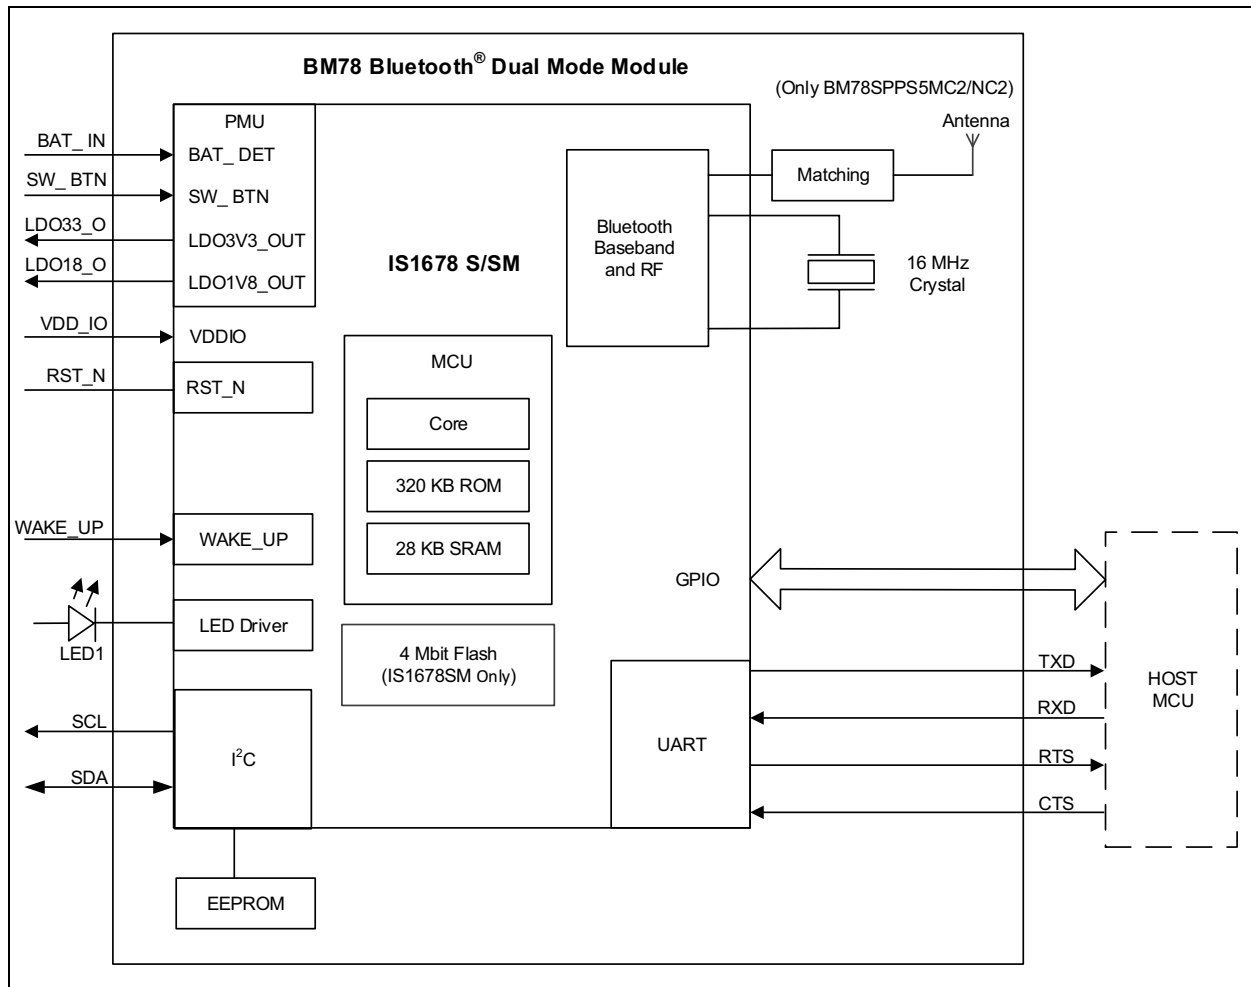 BM78 Bluetooth® Dual Mode Module
(Only BM78SPPS5MC2/NC2)
Antenna
PMU
BAT_ IN
BAT_ DET
SW_ BTN
SW_ BTN
LDO33_O
LDO3V3_OUT
LDO18_O
LDO1V8_OUT
VDD_IO
VDDIO
RST_N
RST_N
IS1678 S/SM
Bluetooth
Baseband
and RF
Matching
16 MHz
Crystal
MCU
Core
320 KB ROM
28 KB SRAM
WAKE_UP
WAKE_UP
LED1
LED Driver
4 Mbit Flash
(IS1678SM Only)
GPIO
SCL
SDA
I²C
EEPROM
UART
TXD
RXD
RTS
CTS
HOST
MCU